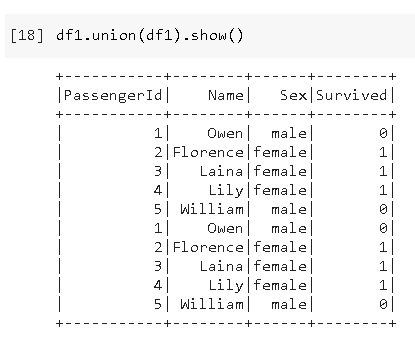 [18] df1.union(df1).show()
+-----------+--------+------+--------+
|PassengerId|    Name|   Sex|Survived|
+-----------+--------+------+--------+
|          1|    Owen|  male|       0|
|          2|Florence|female|       1|
|          3|   Laina|female|       1|
|          4|    Lily|female|       1|
|          5| William|  male|       0|
|          1|    Owen|  male|       0|
|          2|Florence|female|       1|
|          3|   Laina|female|       1|
|          4|    Lily|female|       1|
|          5| William|  male|       0|
+-----------+--------+------+--------+